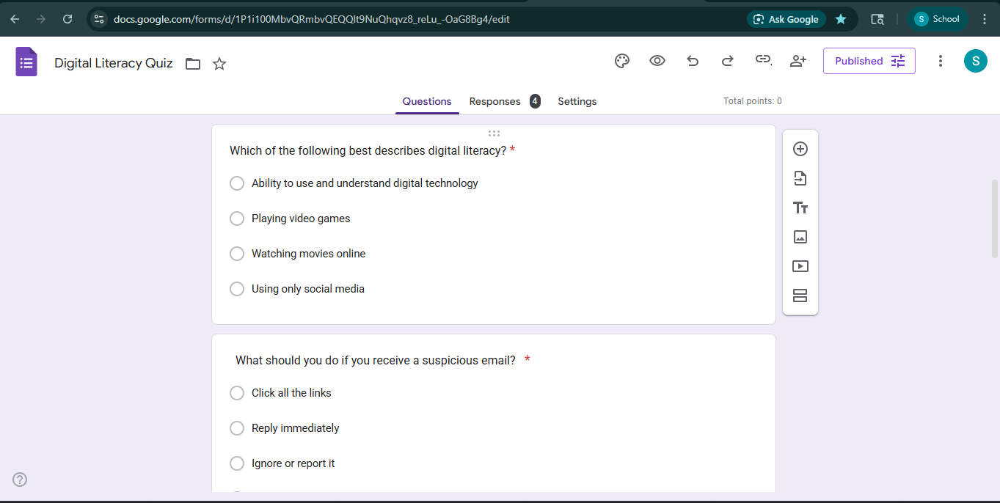 docs.google.com/forms/d/1P1i100MbvQRmbvQEQQlt9NuQhqvz8_reLu_-OaG8Bg4/edit
Ask Google
S School
Digital Literacy Quiz
Published
S
Questions
Responses 4
Settings
Total points: 0
Which of the following best describes digital literacy? *
Ability to use and understand digital technology
Playing video games
Watching movies online
Using only social media
Tт
What should you do if you receive a suspicious email? *
Click all the links
Reply immediately
Ignore or report it